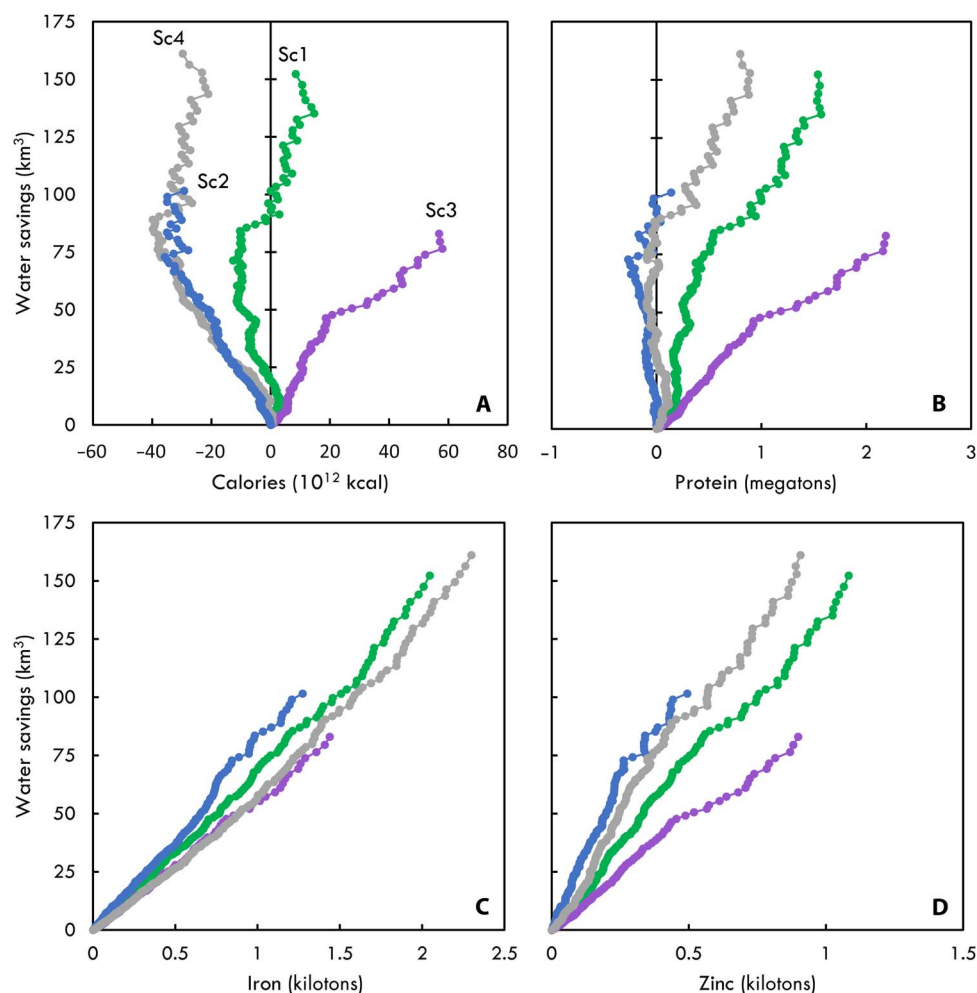 175
150
125
100
75
50
25
0
Water savings (km³)
Sc4
Sc1
Sc2
Sc3
A
−60 −40 −20 0 20 40 60 80
Calories (10¹² kcal)
B
−1 0 1 2 3
Protein (megatons)
175
150
125
100
75
50
25
0
Water savings (km³)
C
0 0.5 1 1.5 2 2.5
Iron (kilotons)
D
0 0.5 1 1.5
Zinc (kilotons)